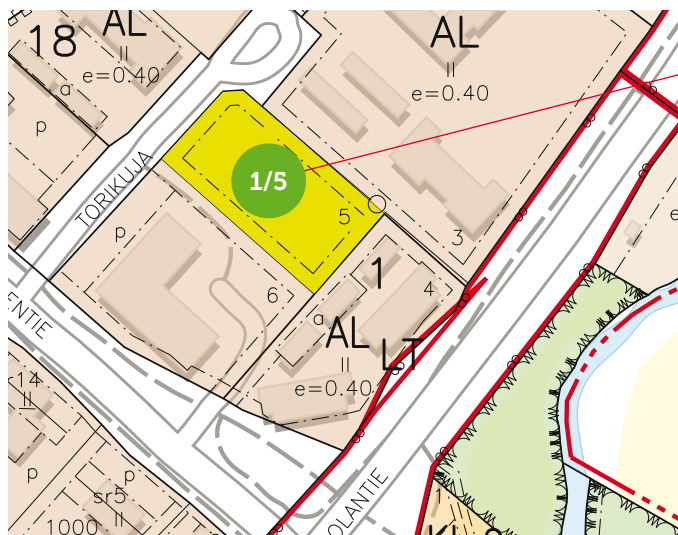 AL
II
e=0.40
18
a
p
AL
II
e=0.40
TORIKUJA
1/5
5
3
p
6
1
4
a
AL
LT
II
e=0.40
ENTIE
14
II
p
p
sr5
II
1000
OLANTIE
1
e